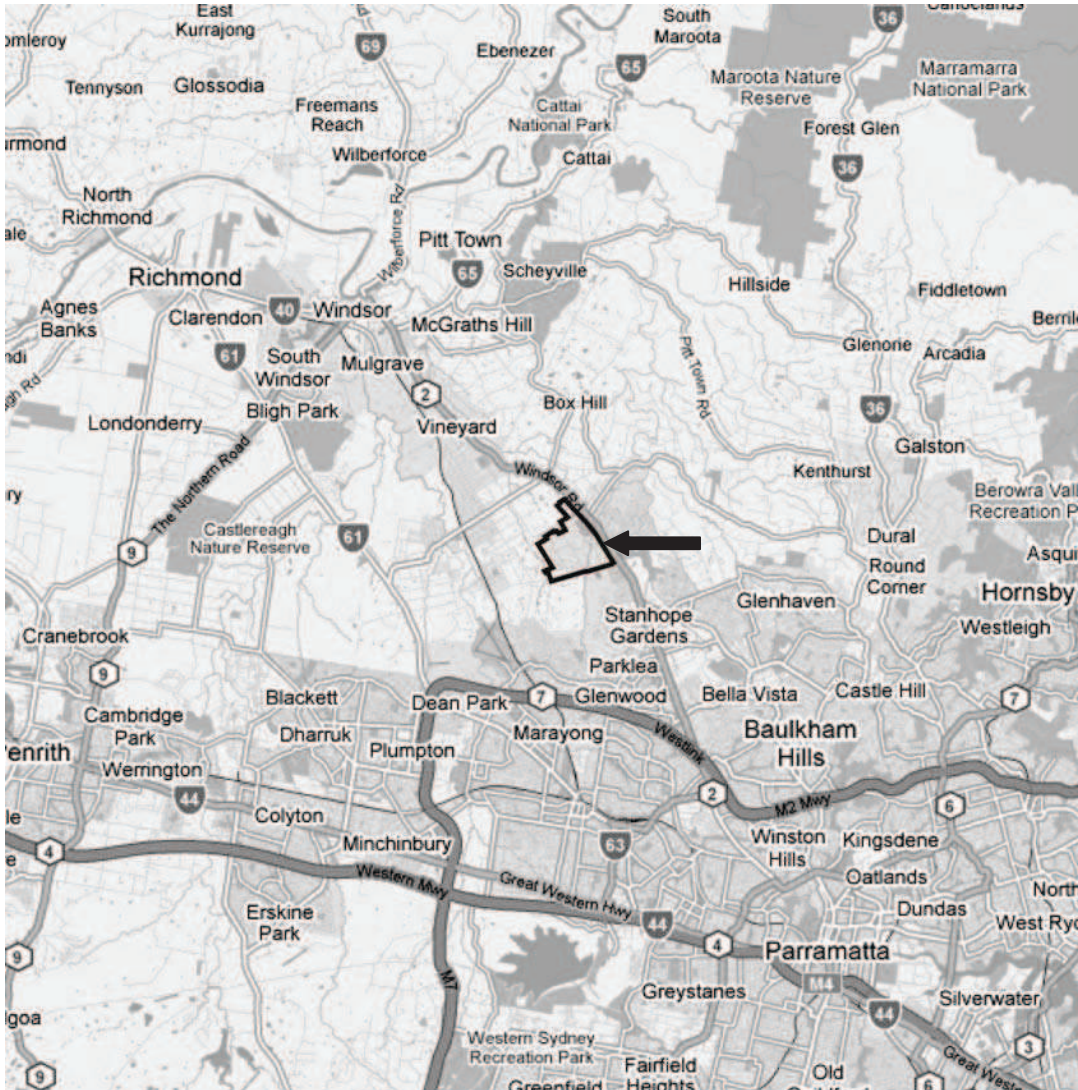 East
Kurrajong
69
Ebenezer
South
Maroota
36
65
Maroota Nature
Reserve
Marramarra
National Park
Tennyson
Glossodia
Freemans
Reach
Cattai
National Park
Forest Glen
Wilberforce
Cattai
36
North
Richmond
Wilberforce Rd
Pitt Town
65
Scheyville
Richmond
Hillside
Fiddletown
Agnes
Banks
Clarendon
40
Windsor
McGraths Hill
Glenorie
Arcadia
61
South
Windsor
Mulgrave
Pitt Town Rd
2
Box Hill
36
Bligh Park
Londonderry
Vineyard
Galston
The Northern Road
Windsor Rd
Kenthurst
Berowra Val
Recreation P
Castlereagh
Nature Reserve
61
9
Dural
Round
Corner
Asqui
Hornsby
Glenhaven
Stanhope
Gardens
Westleigh
Cranebrook
9
Parklea
Blackett
Dean Park
7
Glenwood
Bella Vista
Castle Hill
7
Cambridge
Park
Dharruk
Marayong
Westlink
Baulkham
Hills
enrith
Plumpton
Werrington
44
2
M2 Mwy
6
Colyton
Minchinbury
63
Winston
Hills
Kingsdene
4
Western Mwy
Great Western Hwy
Oatlands
Erskine
Park
44
Dundas
North
West Ryd
9
4
Parramatta
M7
Greystanes
M4
44
Silverwater
lgoa
Western Sydney
Recreation Park
Great West
3
9
Fairfield
Heights
Greenfield
Old
6